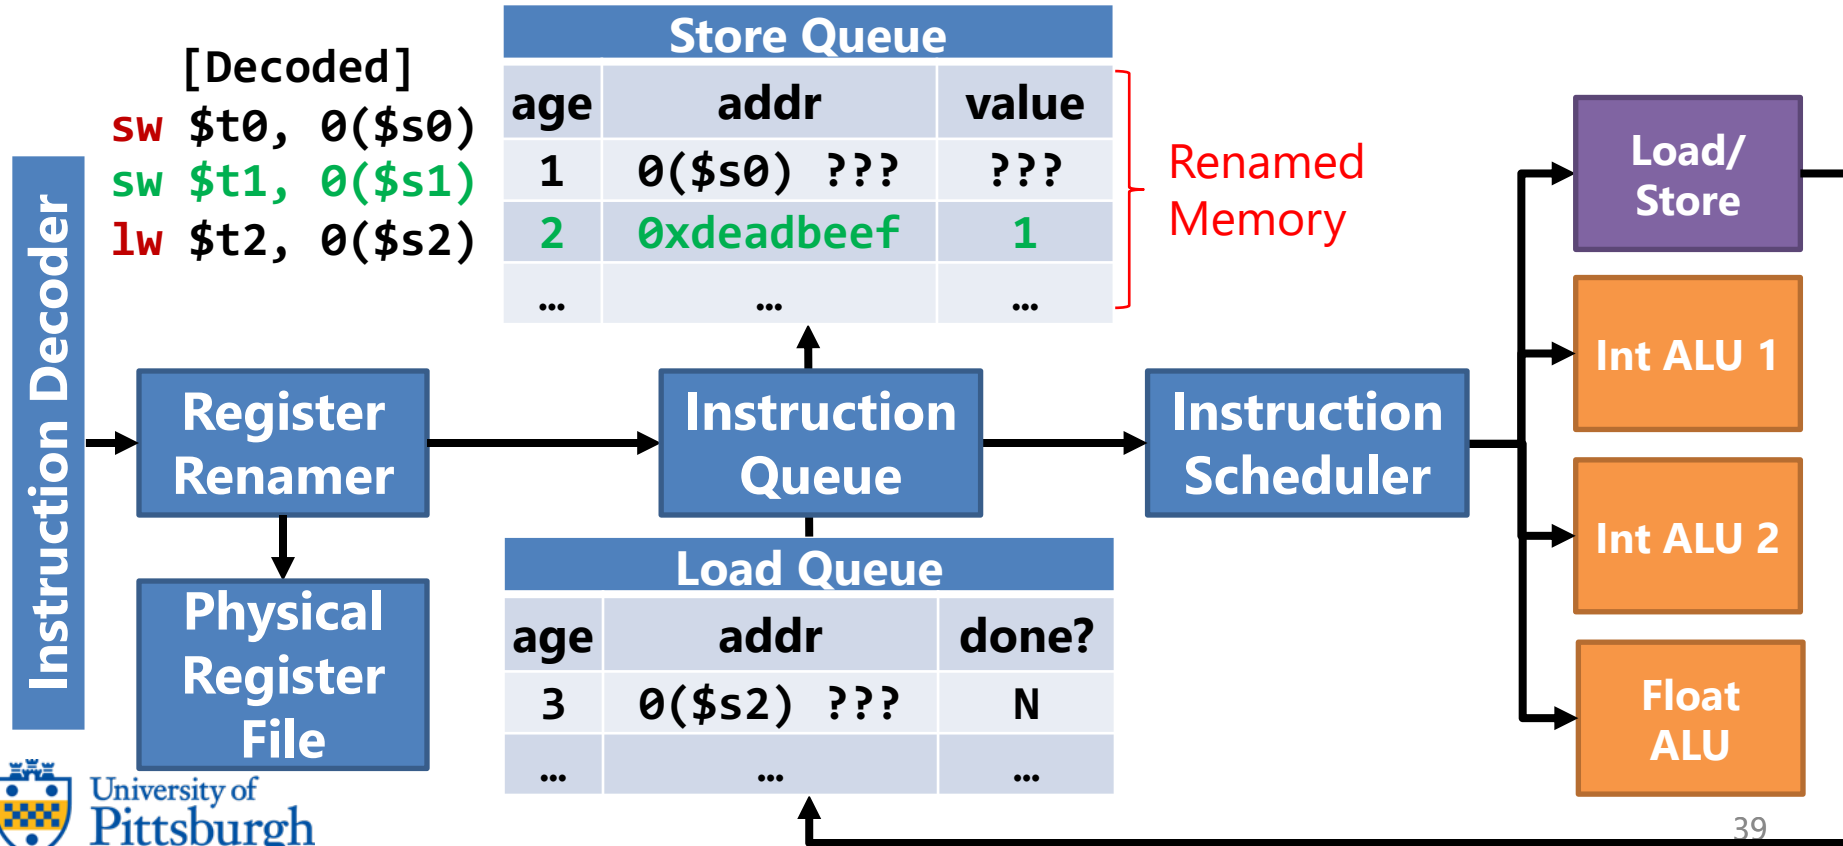 [Decoded]
sw $t0, 0($s0)
sw $t1, 0($s1)
lw $t2, 0($s2)
Store Queue
age addr value
1 0($s0) ??? ???
2 0xdeadbeef 1
… … …
Renamed
Memory
Instruction Decoder
Register
Renamer
Physical
Register
File
Instruction
Queue
Load Queue
age addr done?
3 0($s2) ??? N
… … …
Instruction
Scheduler
Load/
Store
Int ALU 1
Int ALU 2
Float
ALU
University of
Pittsburgh
39